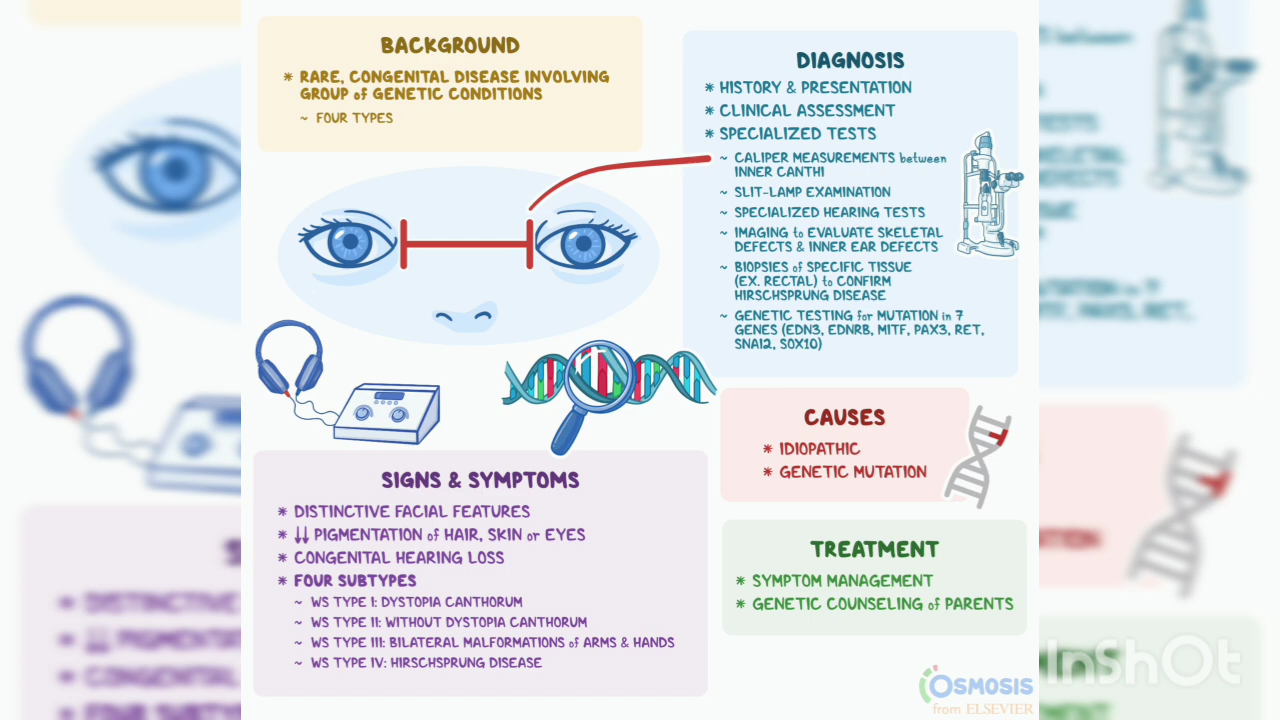 BACKGROUND
* RARE, CONGENITAL DISEASE INVOLVING
GROUP of GENETIC CONDITIONS
~ FOUR TYPES
DIAGNOSIS
* HISTORY & PRESENTATION
* CLINICAL ASSESSMENT
* SPECIALIZED TESTS
~ CALIPER MEASUREMENTS between
INNER CANTHI
~ SLIT-LAMP EXAMINATION
~ SPECIALIZED HEARING TESTS
~ IMAGING to EVALUATE SKELETAL
DEFECTS & INNER EAR DEFECTS
~ BIOPSIES of SPECIFIC TISSUE
(EX. RECTAL) to CONFIRM
HIRSCHSPRUNG DISEASE
~ GENETIC TESTING for MUTATION in 7
GENES (EDN3, EDNRB, MITF, PAX3, RET,
SNAI2, SOX10)
CAUSES
* IDIOPATHIC
* GENETIC MUTATION
SIGNS & SYMPTOMS
* DISTINCTIVE FACIAL FEATURES
* ↓↓ PIGMENTATION of HAIR, SKIN or EYES
* CONGENITAL HEARING LOSS
* FOUR SUBTYPES
~ WS TYPE I: DYSTOPIA CANTHORUM
~ WS TYPE II: WITHOUT DYSTOPIA CANTHORUM
~ WS TYPE III: BILATERAL MALFORMATIONS of ARMS & HANDS
~ WS TYPE IV: HIRSCHSPRUNG DISEASE
TREATMENT
* SYMPTOM MANAGEMENT
* GENETIC COUNSELING of PARENTS
OSMOSIS
from ELSEVIER
InShOt